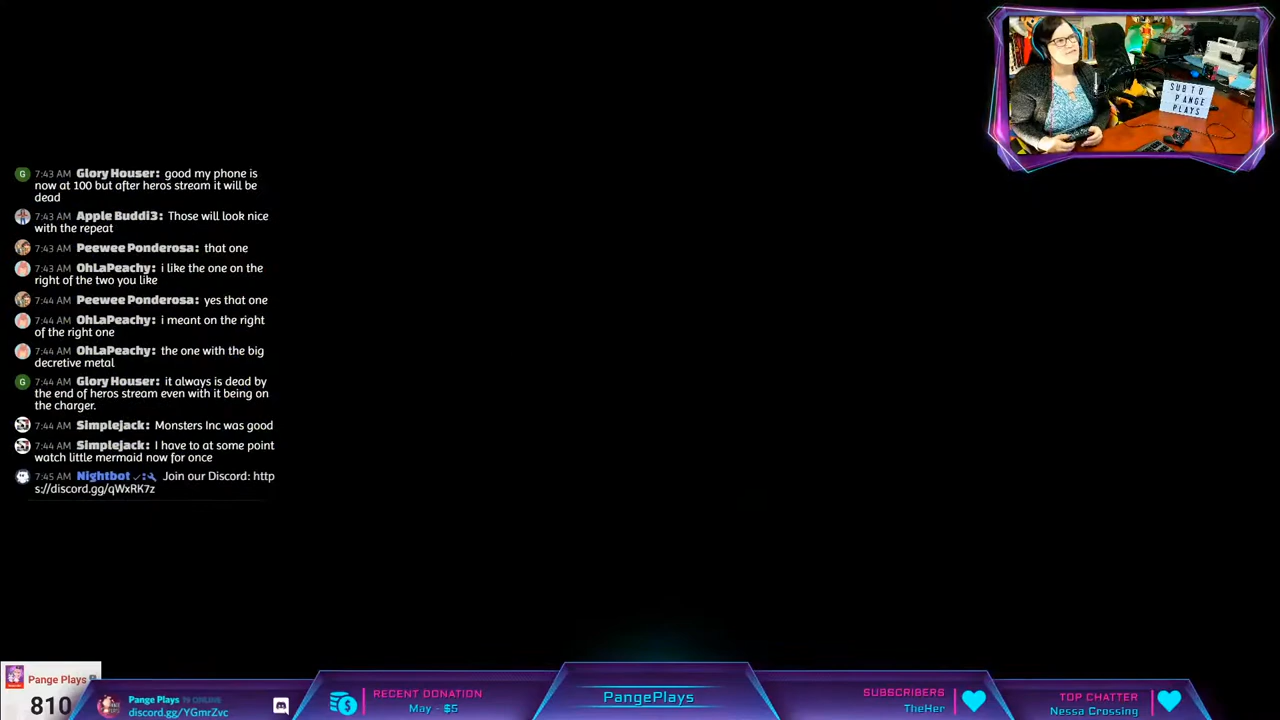 SUB TO
PANGE
PLAYS
7:43 AM Glory Houser: good my phone is
now at 100 but after heros stream it will be
dead
7:43 AM Apple Buddi3: Those will look nice
with the repeat
7:43 AM Peewee Ponderosa: that one
7:43 AM OhLaPeachy: i like the one on the
right of the two you like
7:44 AM Peewee Ponderosa: yes that one
7:44 AM OhLaPeachy: i meant on the right
of the right one
7:44 AM OhLaPeachy: the one with the big
decretive metal
7:44 AM Glory Houser: it always is dead by
the end of heros stream even with it being on
the charger.
7:44 AM Simplejack: Monsters Inc was good
7:44 AM Simplejack: I have to at some point
watch little mermaid now for once
7:45 AM Nightbot: Join our Discord: http
s://discord.gg/qWxRK7z
Pange Plays
810
Pange Plays 19 ONLINE
discord.gg/YGmrZvc
RECENT DONATION
May - $5
PangePlays
SUBSCRIBERS
TheHer
TOP CHATTER
Nessa Crossing